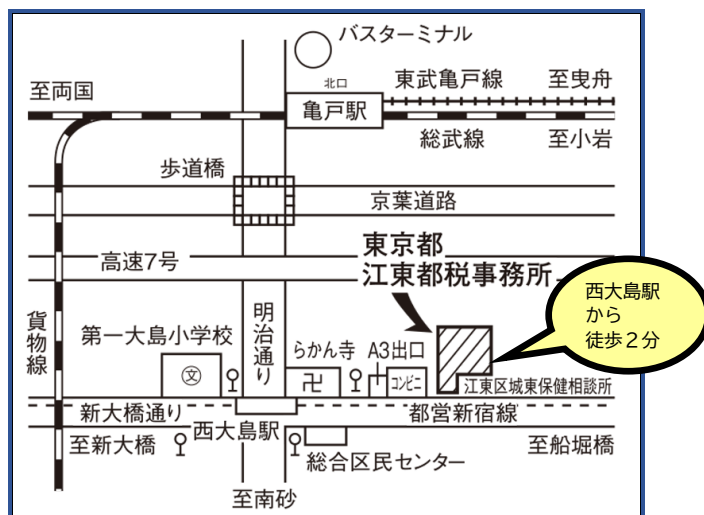 バスターミナル
北口
東武亀戸線
至曳舟
至両国
亀戸駅
総武線
至小岩
歩道橋
京葉道路
東京都
江東都税事務所
高速7号
西大島駅
から
徒歩２分
貨物線
明治通り
第一大島小学校
らかん寺
A3出口
文
卍
コンビニ
江東区城東保健相談所
新大橋通り
都営新宿線
至新大橋
西大島駅
総合区民センター
至船堀橋
至南砂